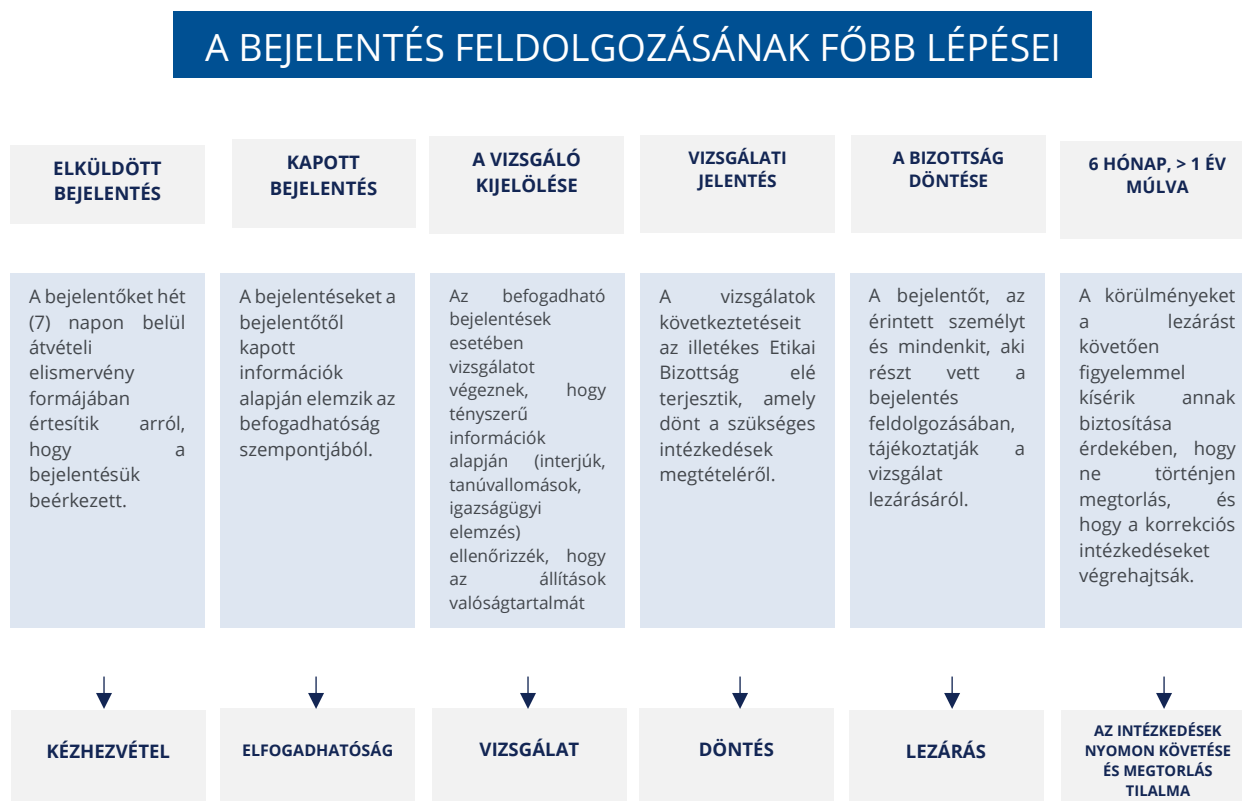 A BEJELENTÉS FELDOLGOZÁSÁNAK FŐBB LÉPÉSEI
ELKÜLDÖTT
BEJELENTÉS
KAPOTT
BEJELENTÉS
A VIZSGÁLÓ
KIJELÖLÉSE
VIZSGÁLATI
JELENTÉS
A BIZOTTSÁG
DÖNTÉSE
6 HÓNAP, > 1 ÉV
MÚLVA
A bejelentőket hét
(7) napon belül
átvételi
elismervény
formájában
értesítik arról,
hogy a
bejelentésük
beérkezett.
A bejelentéseket a
bejelentőtől
kapott
információk
alapján elemzik az
befogadhatóság
szempontjából.
Az befogadható
bejelentések
esetében
vizsgálatot
végeznek, hogy
tényszerű
információk
alapján (interjúk,
tanúvallomások,
igazságügyi
elemzés)
ellenőrizzék, hogy
az állítások
valóságtartalmát
A vizsgálatok
következtetéseit
az illetékes Etikai
Bizottság elé
terjesztik, amely
dönt a szükséges
intézkedések
megtételéről.
A bejelentőt, az
érintett személyt
és mindenkit, aki
részt vett a
bejelentés
feldolgozásában,
tájékoztatják a
vizsgálat
lezárásáról.
A körülményeket
a lezárást
követően
figyelemmel
kísérik annak
biztosítása
érdekében, hogy
ne történjen
megtorlás, és
hogy a korrekciós
intézkedéseket
végrehajtsák.
KÉZHEZVÉTEL
ELFOGADHATÓSÁG
VIZSGÁLAT
DÖNTÉS
LEZÁRÁS
AZ INTÉZKEDÉSEK
NYOMON KÖVETÉSE
ÉS MEGTORLÁS
TILALMA